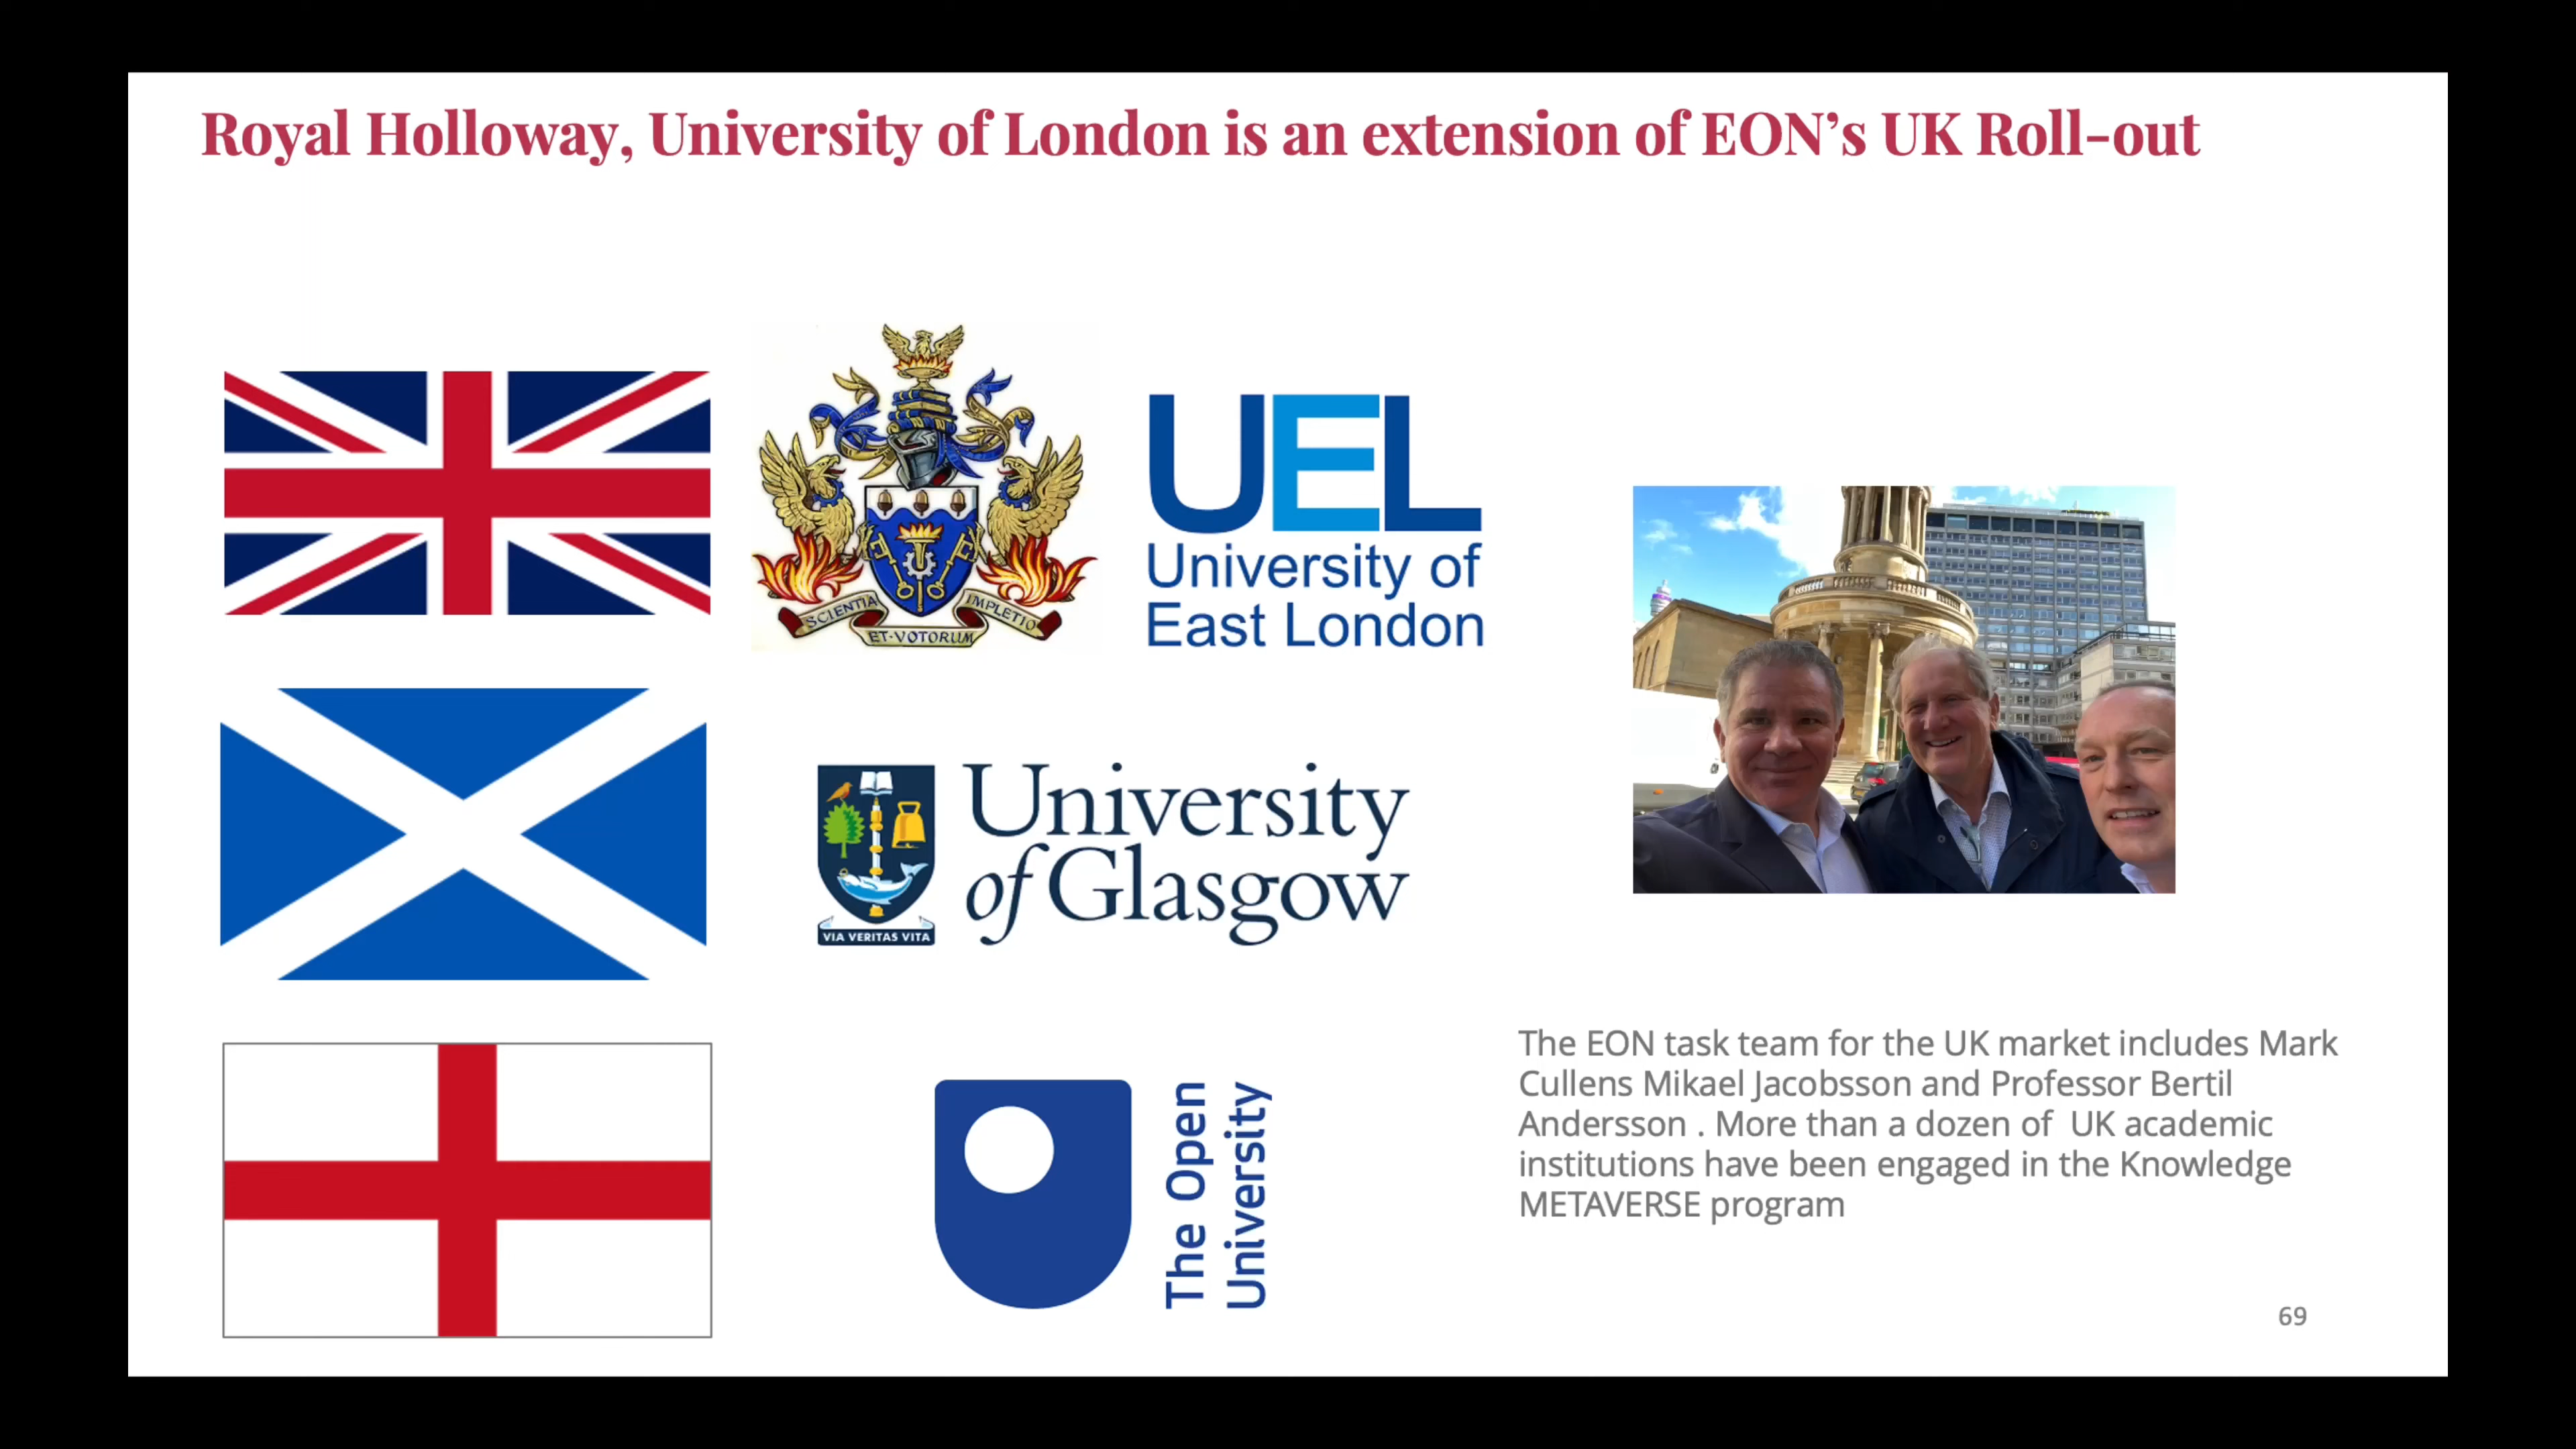 Royal Holloway, University of London is an extension of EON’s UK Roll-out
SCIENTIA
ET·VOTORUM
IMPLETIO
UEL
University of
East London
University
of Glasgow
VIA VERITAS VITA
The Open
University
The EON task team for the UK market includes Mark
Cullens Mikael Jacobsson and Professor Bertil
Andersson . More than a dozen of  UK academic
institutions have been engaged in the Knowledge
METAVERSE program
69